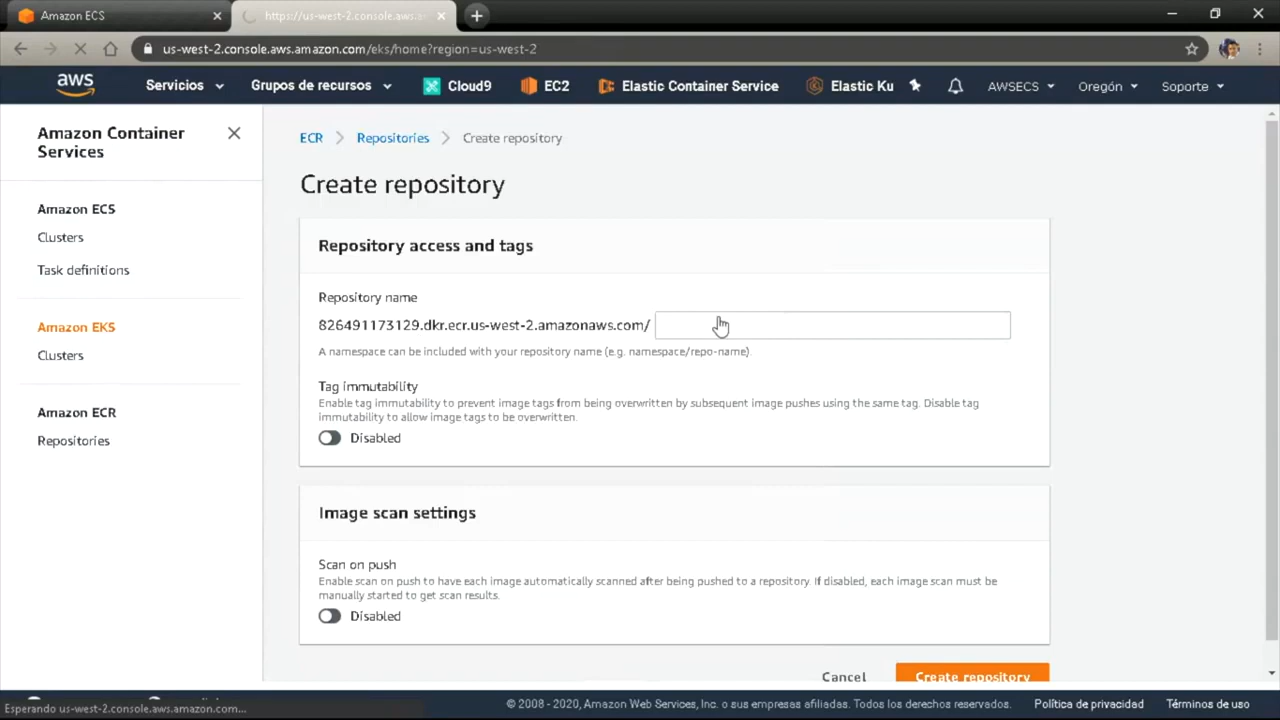 Amazon ECS
https://us-west-2.console.aws.am
us-west-2.console.aws.amazon.com/eks/home?region=us-west-2
aws
Servicios
Grupos de recursos
Cloud9
EC2
Elastic Container Service
Elastic Ku
AWSECS
Oregón
Soporte
Amazon Container
Services
Amazon ECS
Clusters
Task definitions
Amazon EKS
Clusters
Amazon ECR
Repositories
ECR
Repositories
Create repository
Create repository
Repository access and tags
Repository name
826491173129.dkr.ecr.us-west-2.amazonaws.com/
A namespace can be included with your repository name (e.g. namespace/repo-name).
Tag immutability
Enable tag immutability to prevent image tags from being overwritten by subsequent image pushes using the same tag. Disable tag
immutability to allow image tags to be overwritten.
Disabled
Image scan settings
Scan on push
Enable scan on push to have each image automatically scanned after being pushed to a repository. If disabled, each image scan must be
manually started to get scan results.
Disabled
Cancel
Create repository
Esperando us-west-2.console.aws.amazon.com...
© 2008 - 2020, Amazon Web Services, Inc. o sus empresas afiliadas. Todos los derechos reservados.
Política de privacidad
Términos de uso